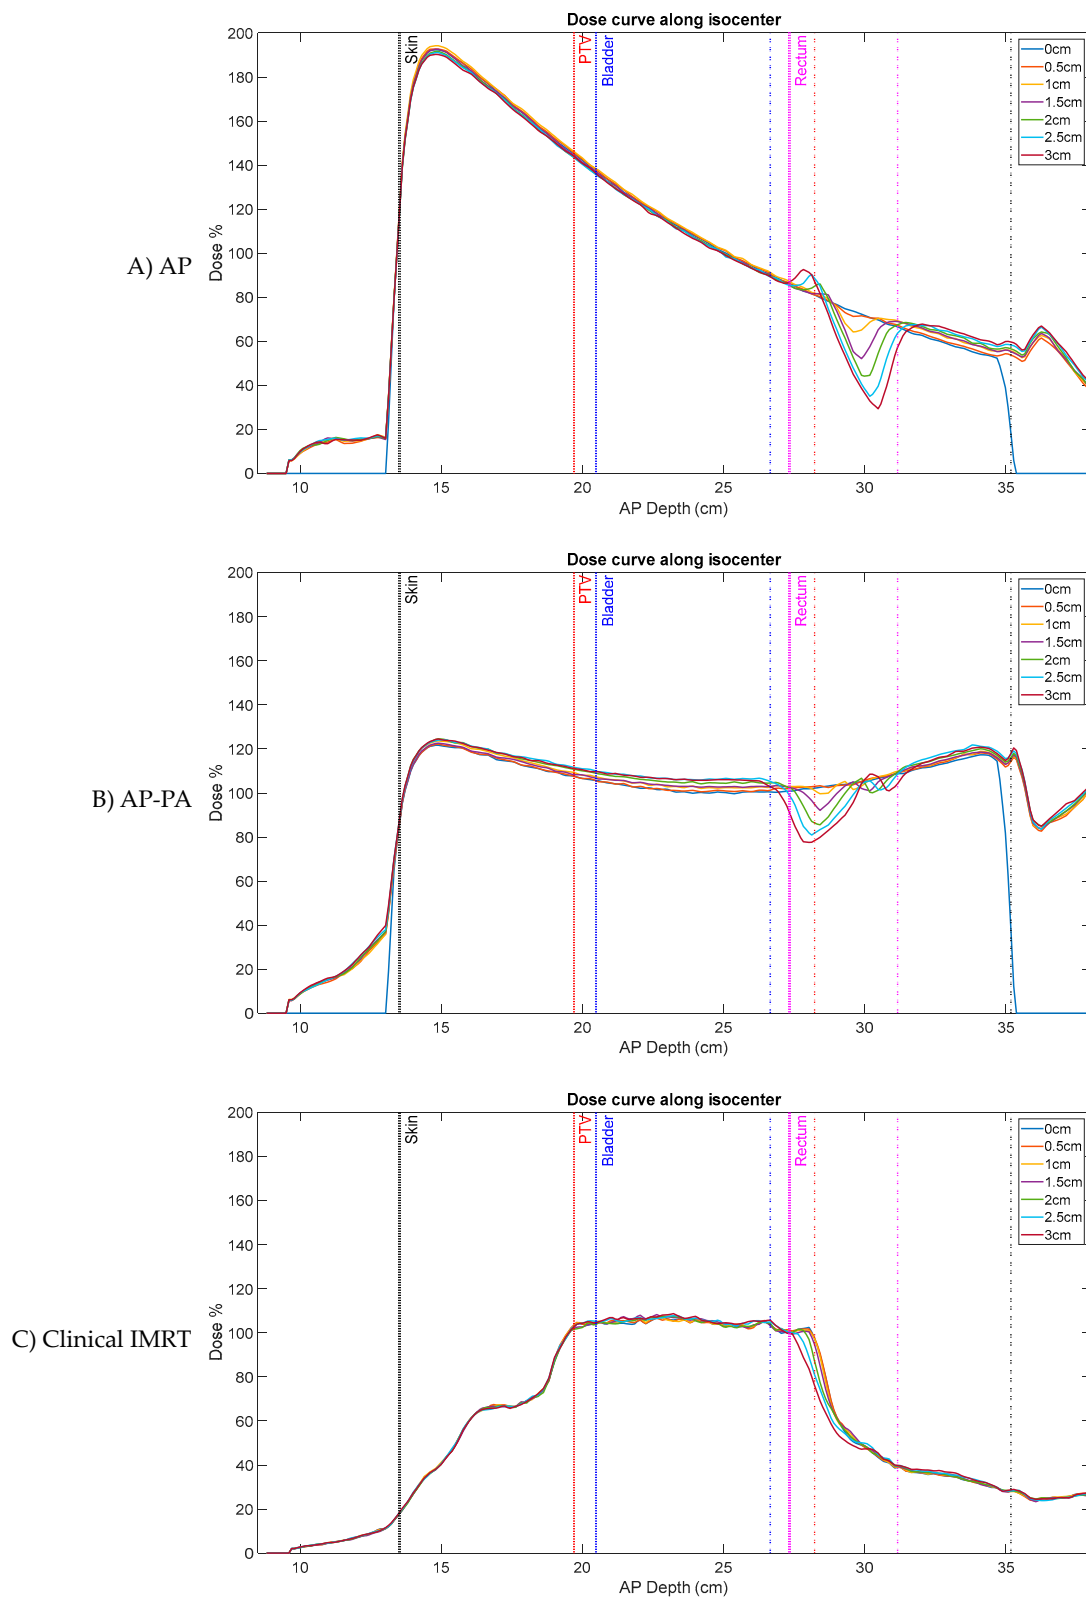 Dose curve along isocenter
200
180
160
140
120
100
80
60
40
20
0
Dose %
Skin
PTV
Bladder
Rectum
0cm
0.5cm
1cm
1.5cm
2cm
2.5cm
3cm
A) AP
10 15 20 25 30 35
AP Depth (cm)
Dose curve along isocenter
200
180
160
140
120
100
80
60
40
20
0
Dose %
Skin
PTV
Bladder
Rectum
0cm
0.5cm
1cm
1.5cm
2cm
2.5cm
3cm
B) AP-PA
10 15 20 25 30 35
AP Depth (cm)
Dose curve along isocenter
200
180
160
140
120
100
80
60
40
20
0
Dose %
Skin
PTV
Bladder
Rectum
0cm
0.5cm
1cm
1.5cm
2cm
2.5cm
3cm
C) Clinical IMRT
10 15 20 25 30 35
AP Depth (cm)